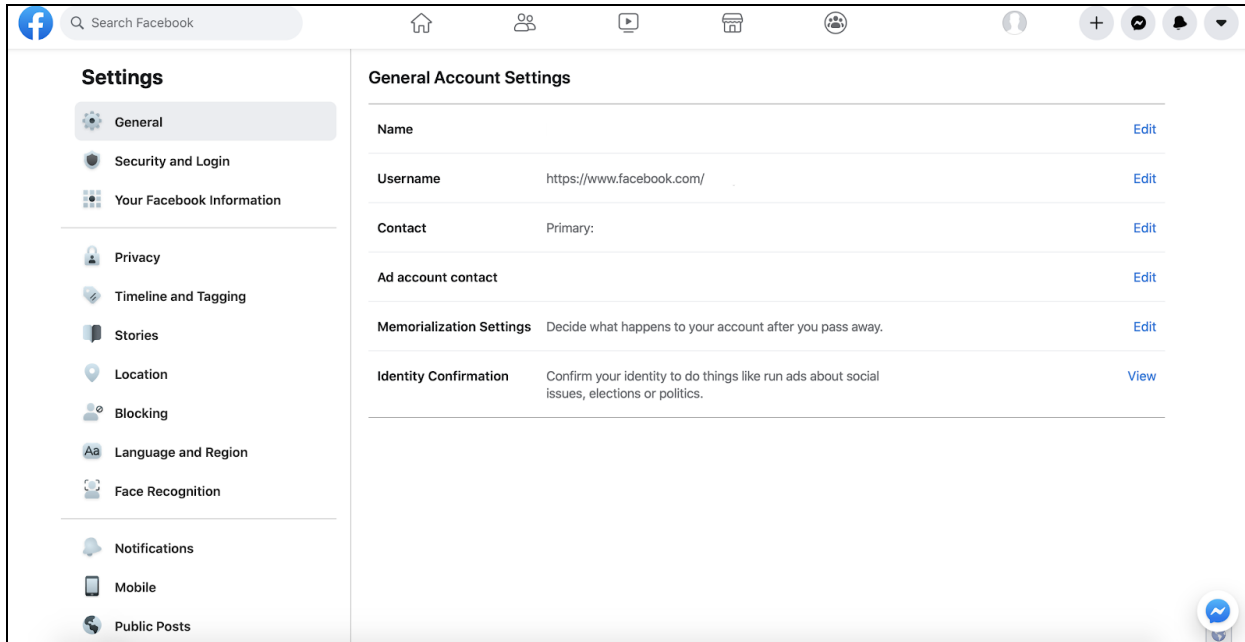 Search Facebook
Settings
General
Security and Login
Your Facebook Information
Privacy
Timeline and Tagging
Stories
Location
Blocking
Aa Language and Region
Face Recognition
Notifications
Mobile
Public Posts
General Account Settings
Name Edit
Username https://www.facebook.com/ Edit
Contact Primary: Edit
Ad account contact Edit
Memorialization Settings Decide what happens to your account after you pass away. Edit
Identity Confirmation Confirm your identity to do things like run ads about social View
issues, elections or politics.